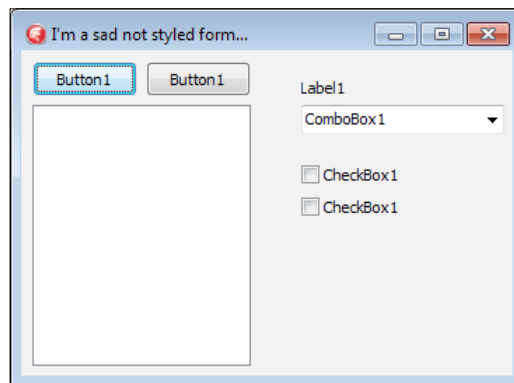 I'm a sad not styled form...
Button1 Button1
Label1
ComboBox1
CheckBox1
CheckBox1